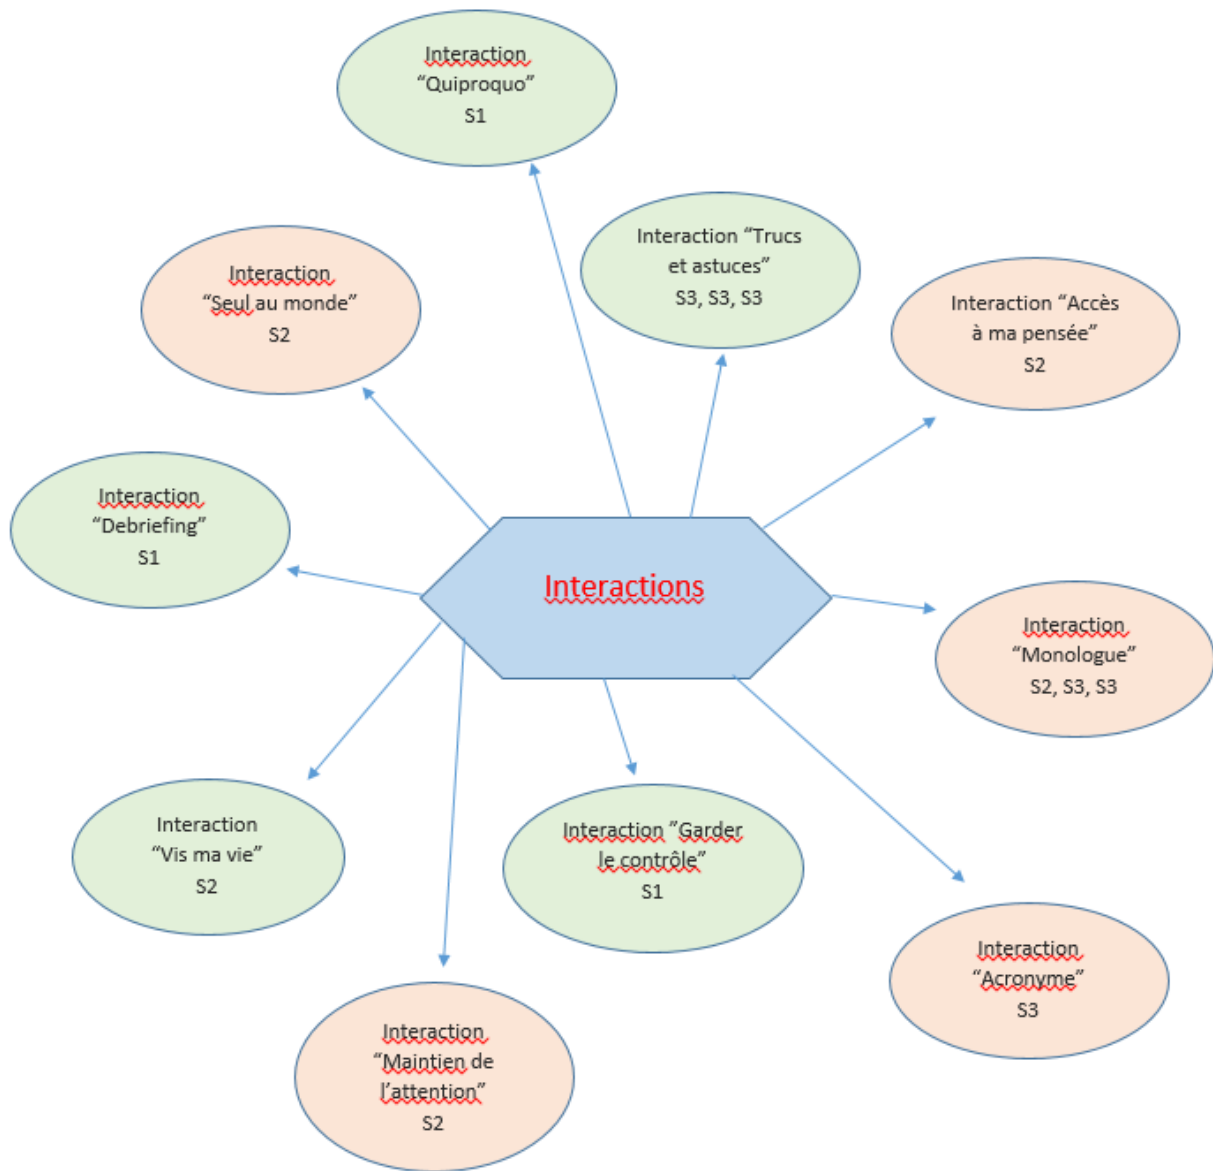 Interaction
“Quiproquo”
S1
Interaction “Trucs
et astuces”
S3, S3, S3
Interaction
“Seul au monde”
S2
Interaction “Accès
à ma pensée”
S2
Interaction
“Debriefing”
S1
Interactions
Interaction
“Monologue”
S2, S3, S3
Interaction
“Vis ma vie”
S2
Interaction ”Garder
le contrôle”
S1
Interaction
“Acronyme”
S3
Interaction
“Maintien de
l’attention”
S2